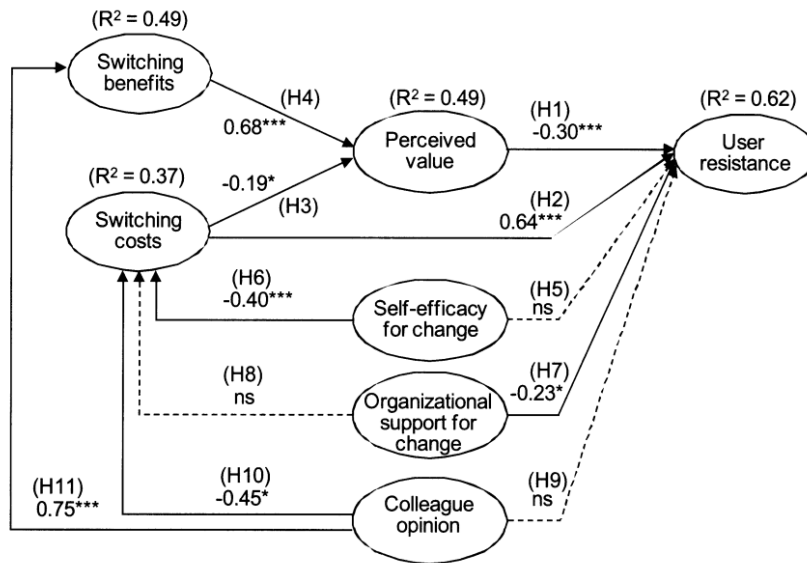 (R² = 0.49)
Switching
benefits
(H4)
0.68***
(R² = 0.49)
Perceived
value
(H1)
-0.30***
(R² = 0.62)
User
resistance
(R² = 0.37)
Switching
costs
-0.19*
(H3)
(H2)
0.64***
(H6)
-0.40***
Self-efficacy
for change
(H5)
ns
(H8)
ns
Organizational
support for
change
(H7)
-0.23*
(H11)
0.75***
(H10)
-0.45*
Colleague
opinion
(H9)
ns